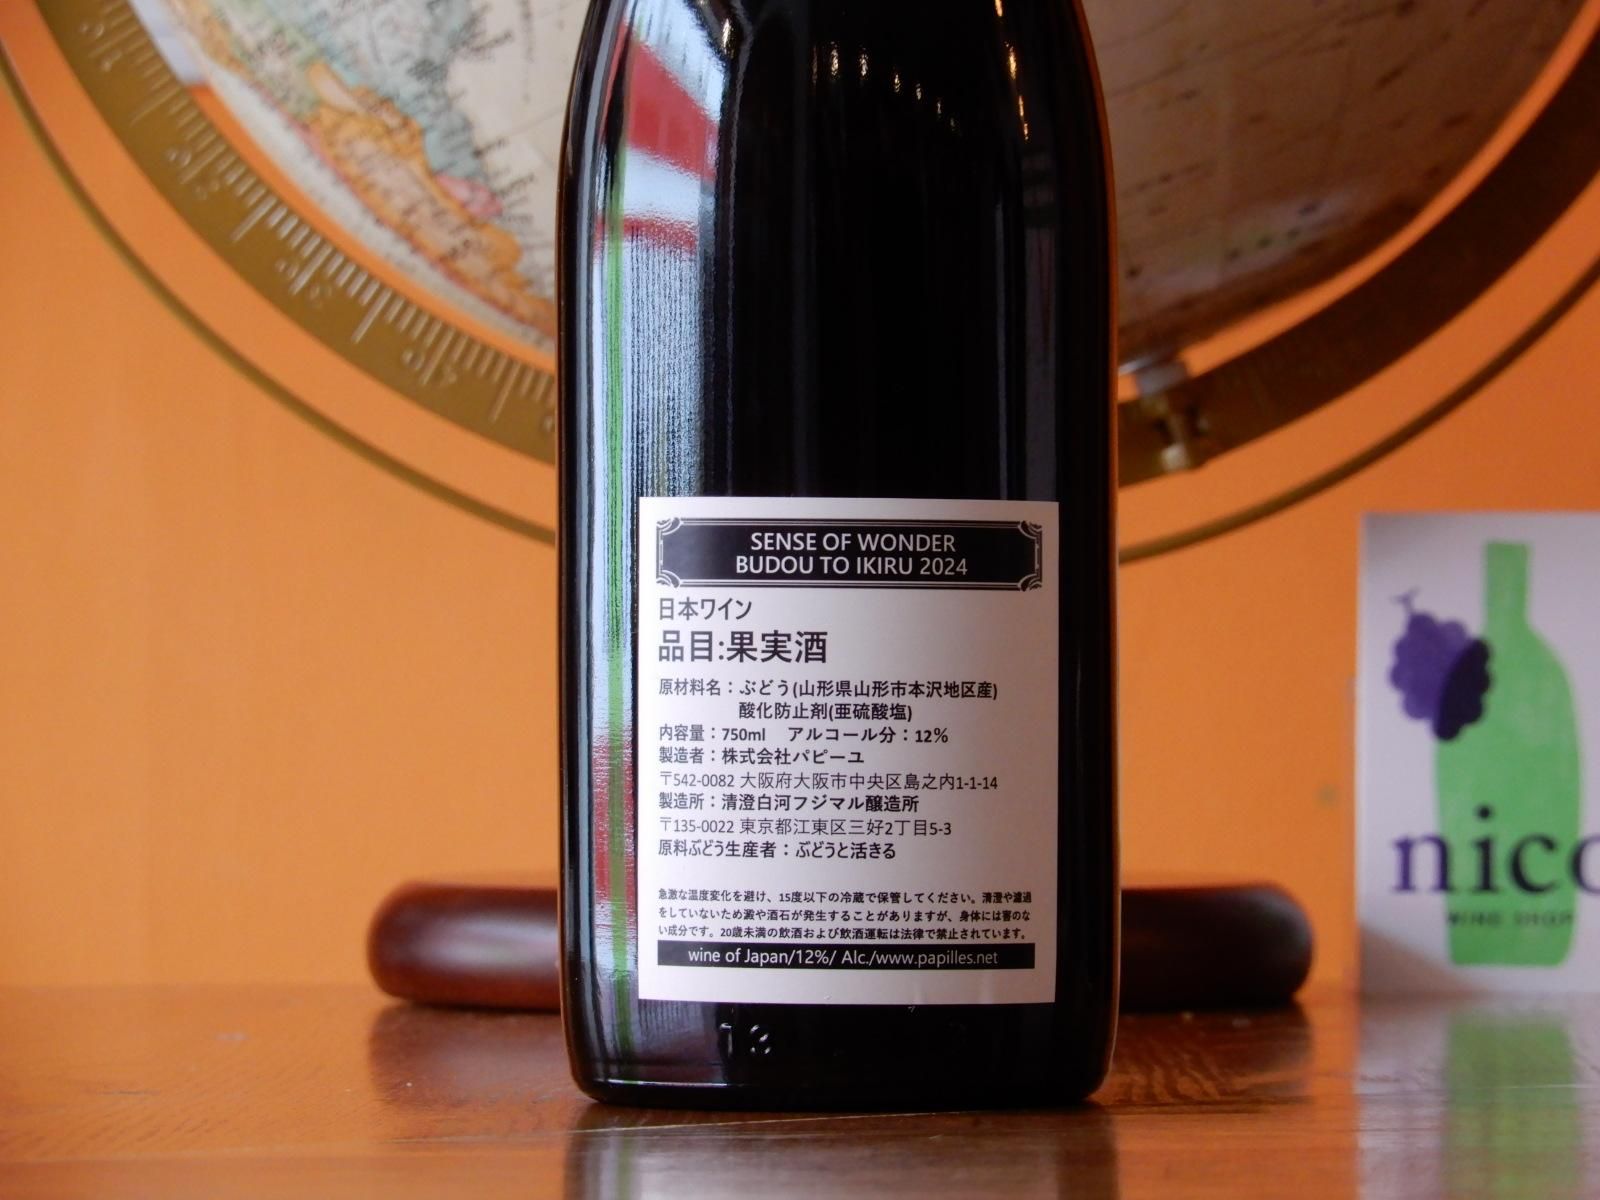 SENSE OF WONDER
BUDOU TO IKIRU 2024
日本ワイン
品目:果実酒
原材料名：ぶどう(山形県山形市本沢地区産)
酸化防止剤(亜硫酸塩)
内容量：750ml アルコール分：12%
製造者：株式会社パピーユ
〒542-0082 大阪府大阪市中央区島之内1-1-14
製造所：清澄白河フジマル醸造所
〒135-0022 東京都江東区三好2丁目5-3
原料ぶどう生産者：ぶどうと活きる
急激な温度変化を避け、15度以下の冷蔵で保管してください。清澄や濾過
をしていないため澱や酒石が発生することがありますが、身体には害のな
い成分です。20歳未満の飲酒および飲酒運転は法律で禁止されています。
wine of Japan/12%/ Alc./www.papilles.net
13
nico
WINE SHOP